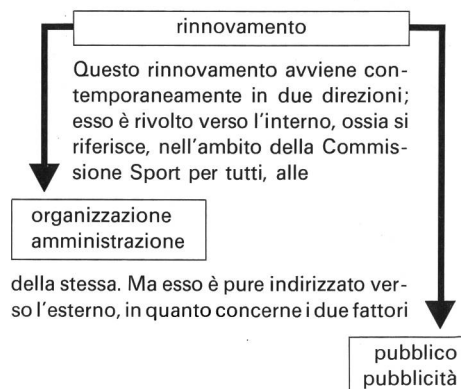 rinnovamento
Questo rinnovamento avviene con-
temporaneamente in due direzioni;
esso è rivolto verso l'interno, ossia si
riferisce, nell'ambito della Commis-
sione Sport per tutti, alle
organizzazione
amministrazione
della stessa. Ma esso è pure indirizzato ver-
so l'esterno, in quanto concerne i due fattori
pubblico
pubblicità